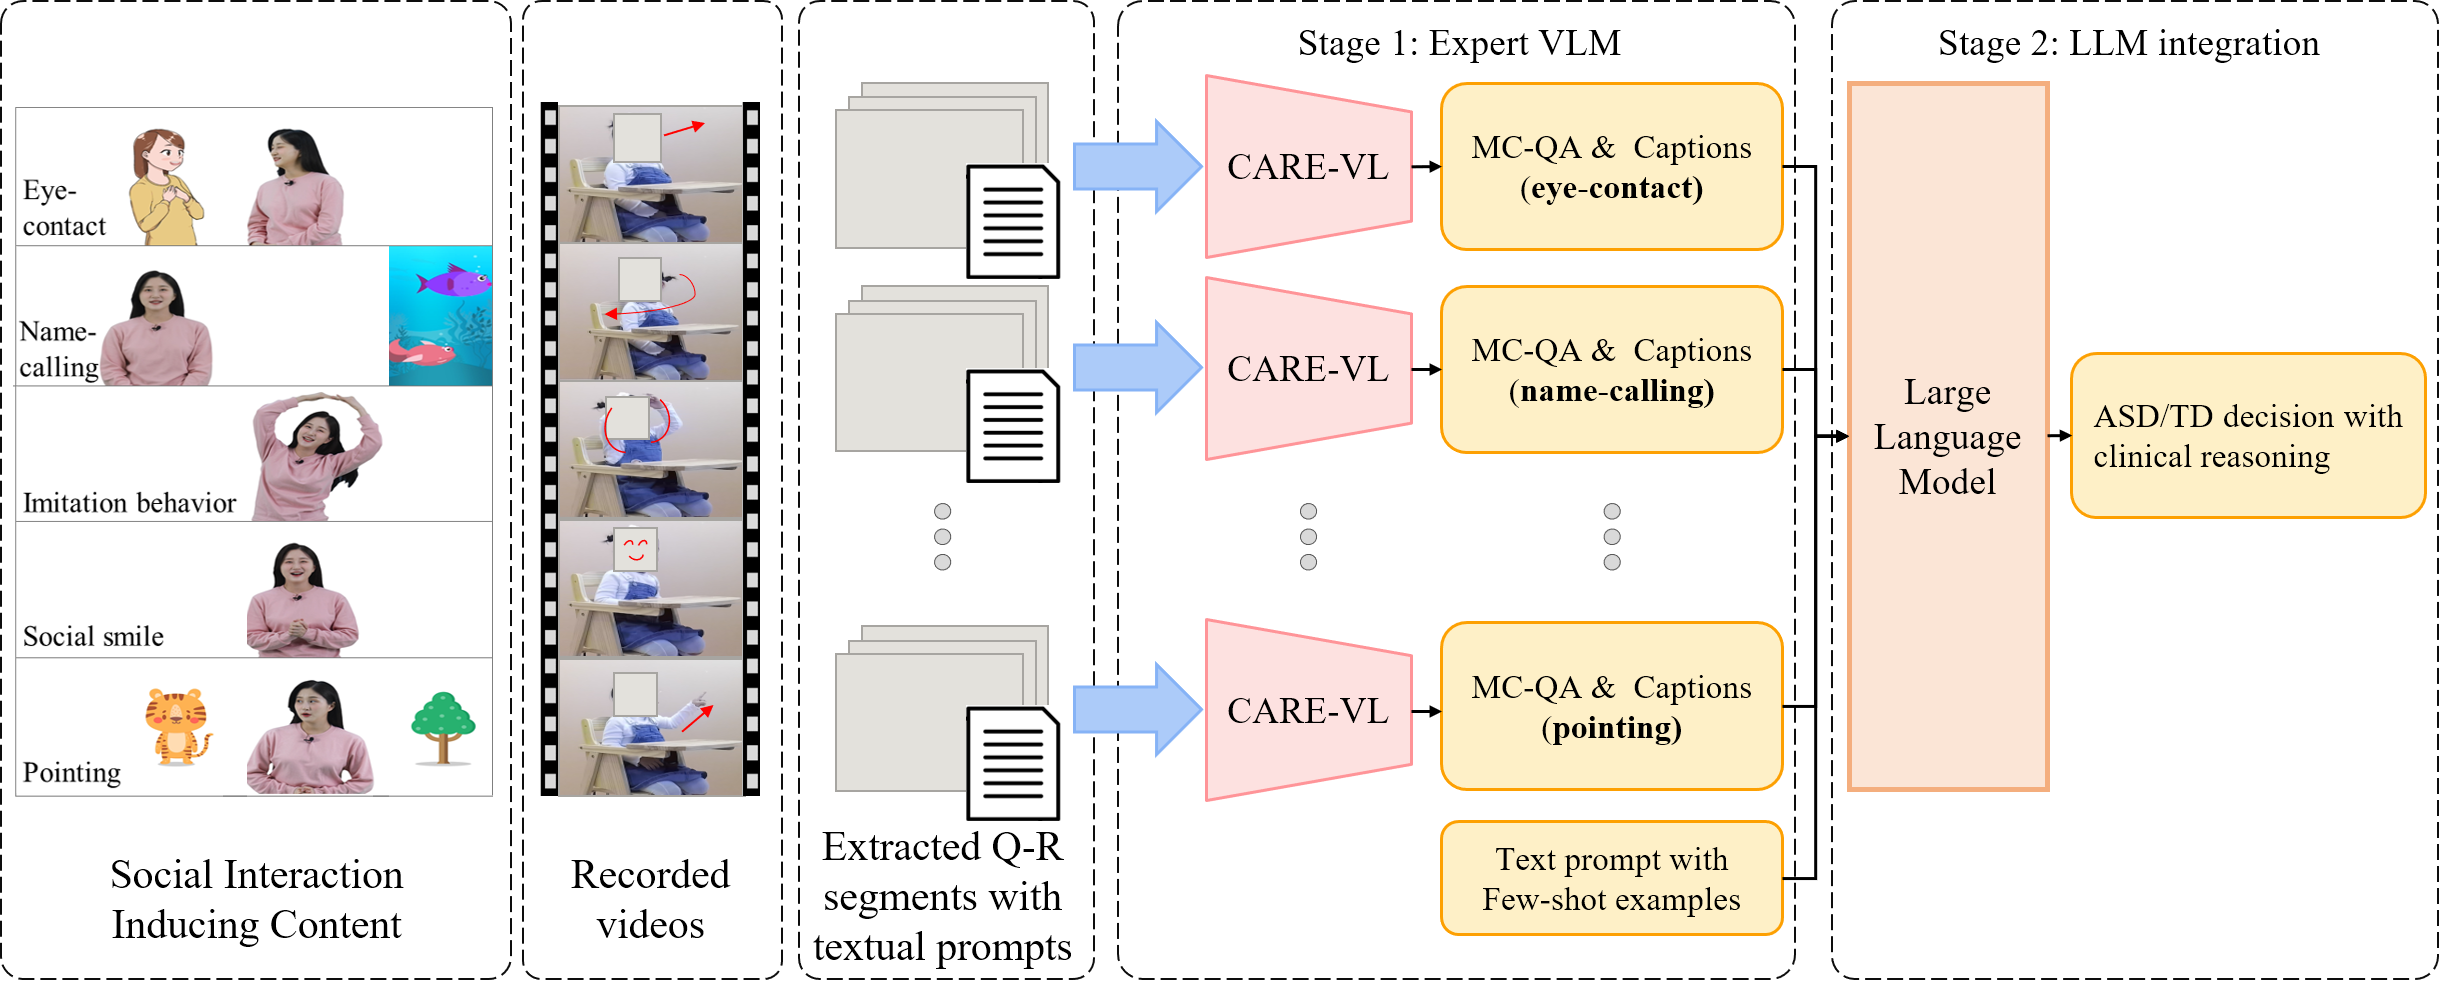 Eye-
contact
Name-
calling
Imitation behavior
Social smile
Pointing
Social Interaction
Inducing Content
Recorded
videos
Extracted Q-R
segments with
textual prompts
Stage 1: Expert VLM
CARE-VL
MC-QA & Captions
(eye-contact)
CARE-VL
MC-QA & Captions
(name-calling)
CARE-VL
MC-QA & Captions
(pointing)
Text prompt with
Few-shot examples
Stage 2: LLM integration
Large
Language
Model
ASD/TD decision with
clinical reasoning